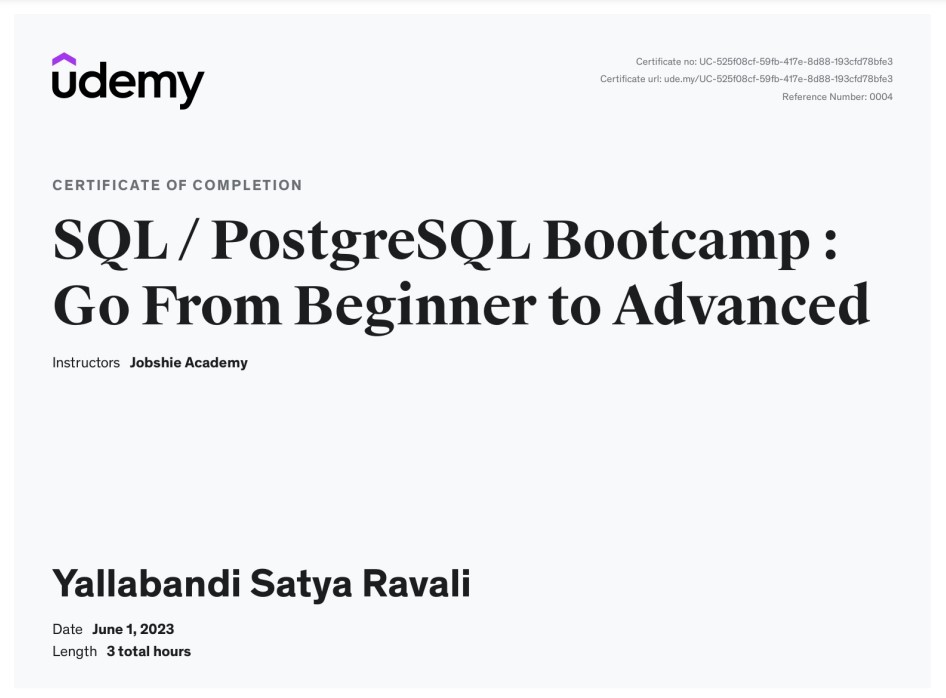 udemy
Certificate no: UC-525f08cf-59fb-417e-8d88-193cfd78bfe3
Certificate url: ude.my/UC-525f08cf-59fb-417e-8d88-193cfd78bfe3
Reference Number: 0004
CERTIFICATE OF COMPLETION
SQL / PostgreSQL Bootcamp :
Go From Beginner to Advanced
Instructors Jobshie Academy
Yallabandi Satya Ravali
Date June 1, 2023
Length 3 total hours